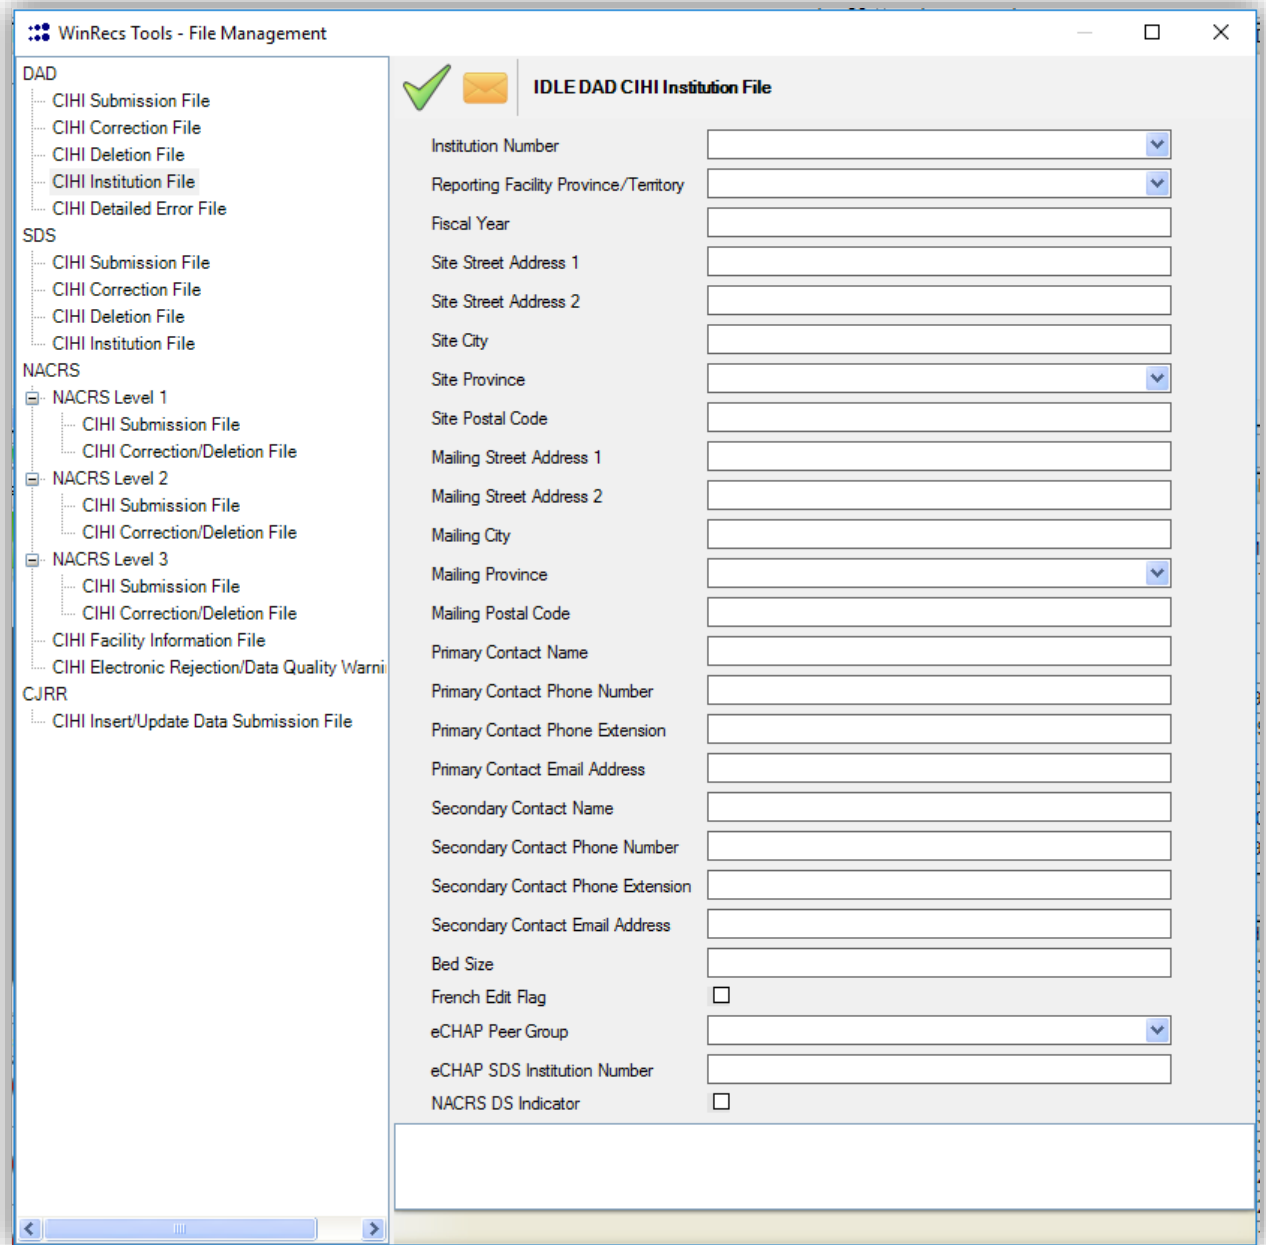 WinRecs Tools - File Management
DAD
CIHI Submission File
CIHI Correction File
CIHI Deletion File
CIHI Institution File
CIHI Detailed Error File
SDS
CIHI Submission File
CIHI Correction File
CIHI Deletion File
CIHI Institution File
NACRS
NACRS Level 1
CIHI Submission File
CIHI Correction/Deletion File
NACRS Level 2
CIHI Submission File
CIHI Correction/Deletion File
NACRS Level 3
CIHI Submission File
CIHI Correction/Deletion File
CIHI Facility Information File
CIHI Electronic Rejection/Data Quality Warni
CJRR
CIHI Insert/Update Data Submission File
IDLE DAD CIHI Institution File
Institution Number
Reporting Facility Province/Territory
Fiscal Year
Site Street Address 1
Site Street Address 2
Site City
Site Province
Site Postal Code
Mailing Street Address 1
Mailing Street Address 2
Mailing City
Mailing Province
Mailing Postal Code
Primary Contact Name
Primary Contact Phone Number
Primary Contact Phone Extension
Primary Contact Email Address
Secondary Contact Name
Secondary Contact Phone Number
Secondary Contact Phone Extension
Secondary Contact Email Address
Bed Size
French Edit Flag
eCHAP Peer Group
eCHAP SDS Institution Number
NACRS DS Indicator